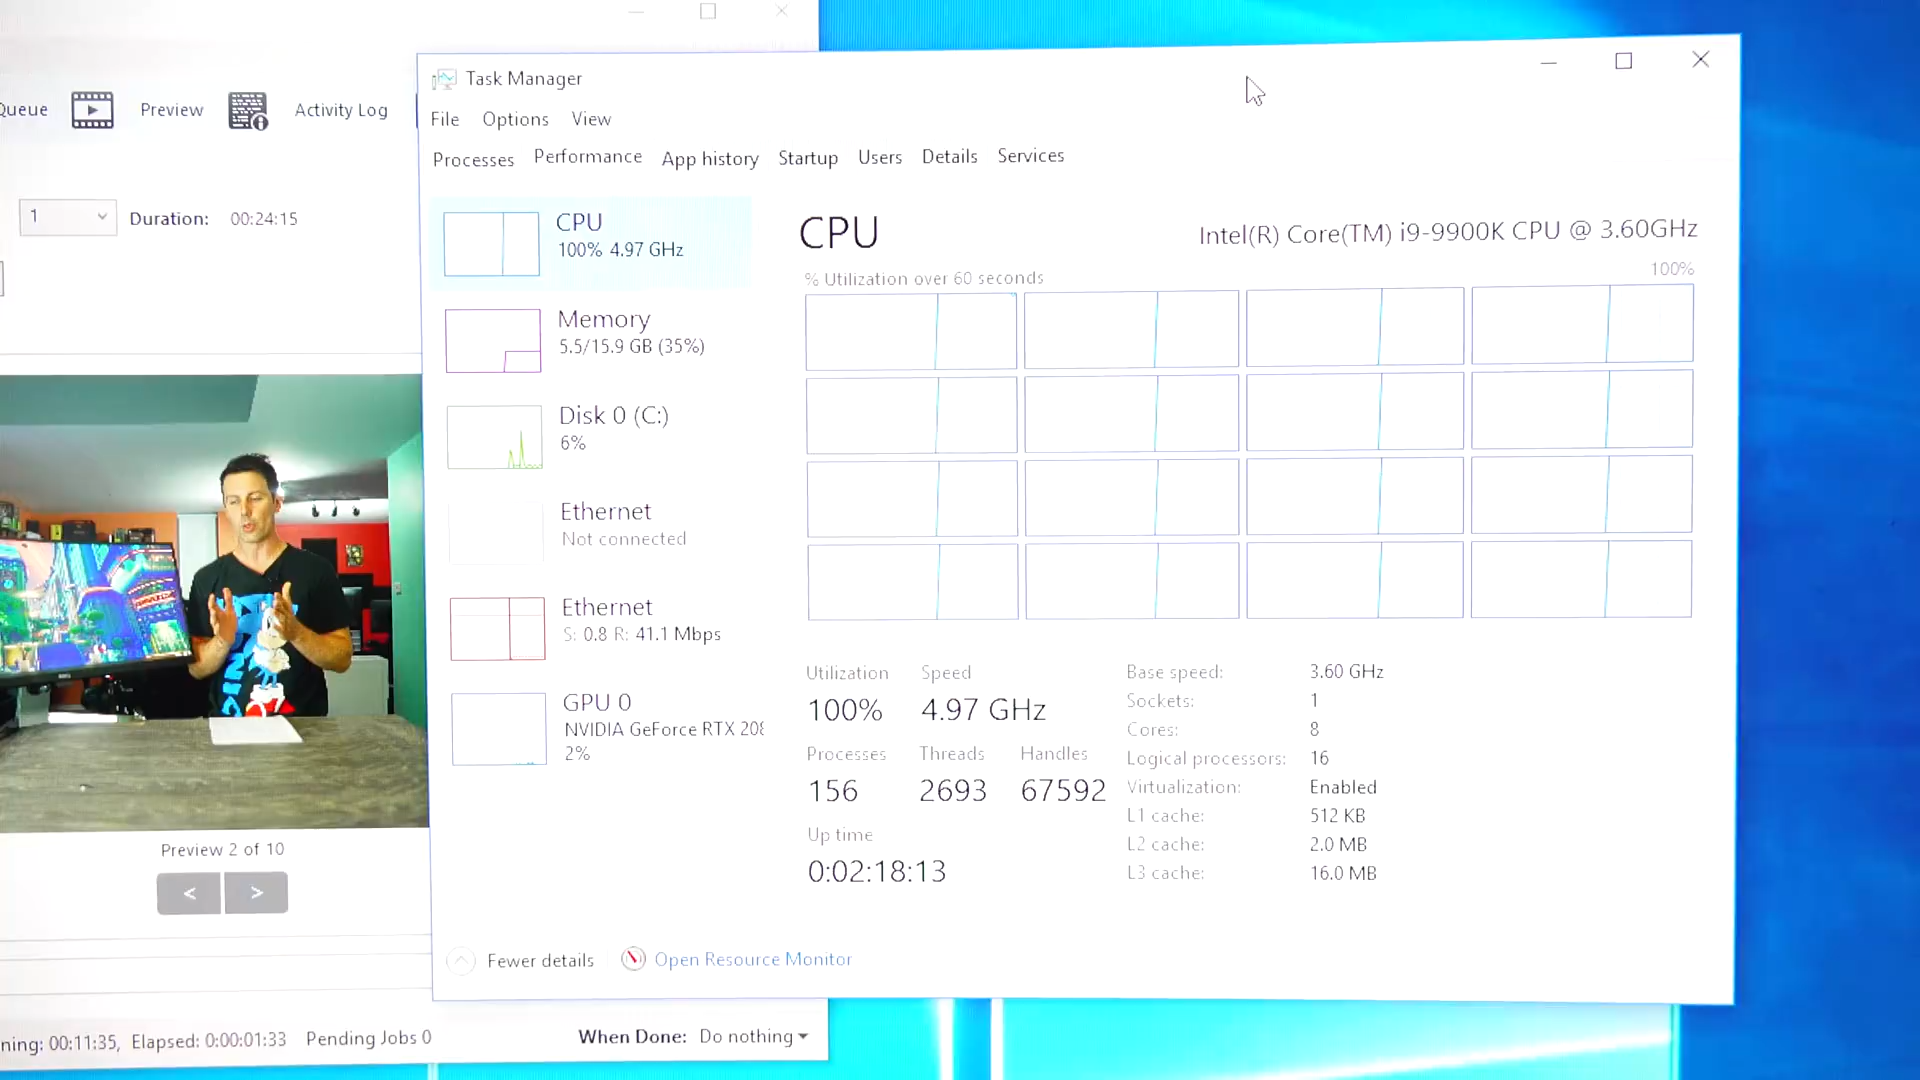 Queue
Preview
Activity Log
1
Duration: 00:24:15
Preview 2 of 10
<
>
ning: 00:11:35, Elapsed: 0:00:01:33 Pending Jobs 0
When Done: Do nothing
Task Manager
File Options View
Processes Performance App history Startup Users Details Services
CPU
100% 4.97 GHz
Memory
5.5/15.9 GB (35%)
Disk 0 (C:)
6%
Ethernet
Not connected
Ethernet
S: 0.8 R: 41.1 Mbps
GPU 0
NVIDIA GeForce RTX 208
2%
CPU
Intel(R) Core(TM) i9-9900K CPU @ 3.60GHz
% Utilization over 60 seconds
100%
Utilization Speed
100% 4.97 GHz
Processes Threads Handles
156 2693 67592
Up time
0:02:18:13
Base speed: 3.60 GHz
Sockets: 1
Cores: 8
Logical processors: 16
Virtualization: Enabled
L1 cache: 512 KB
L2 cache: 2.0 MB
L3 cache: 16.0 MB
Fewer details
Open Resource Monitor